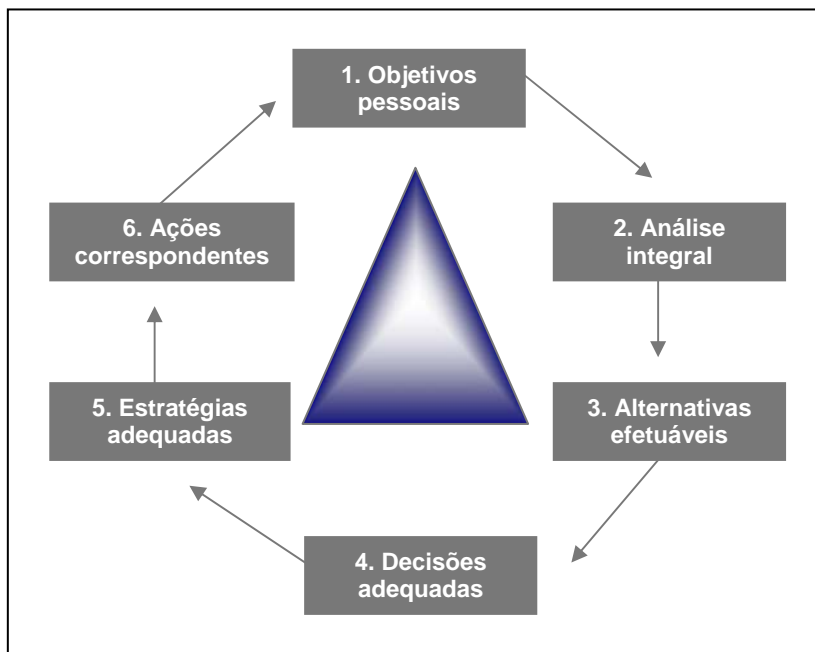 1. Objetivos
pessoais
2. Análise
integral
3. Alternativas
efetuáveis
4. Decisões
adequadas
5. Estratégias
adequadas
6. Ações
correspondentes